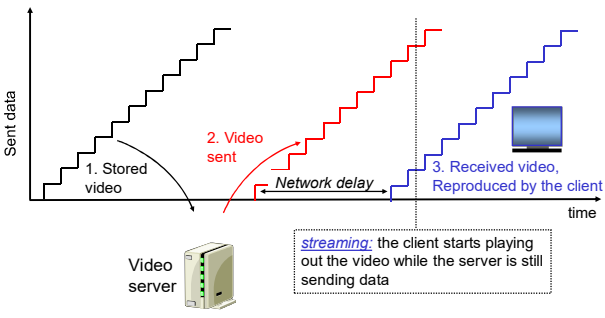 Sent data
1. Stored
video
2. Video
sent
Network delay
3. Received video,
Reproduced by the client
time
Video
server
streaming: the client starts playing
out the video while the server is still
sending data